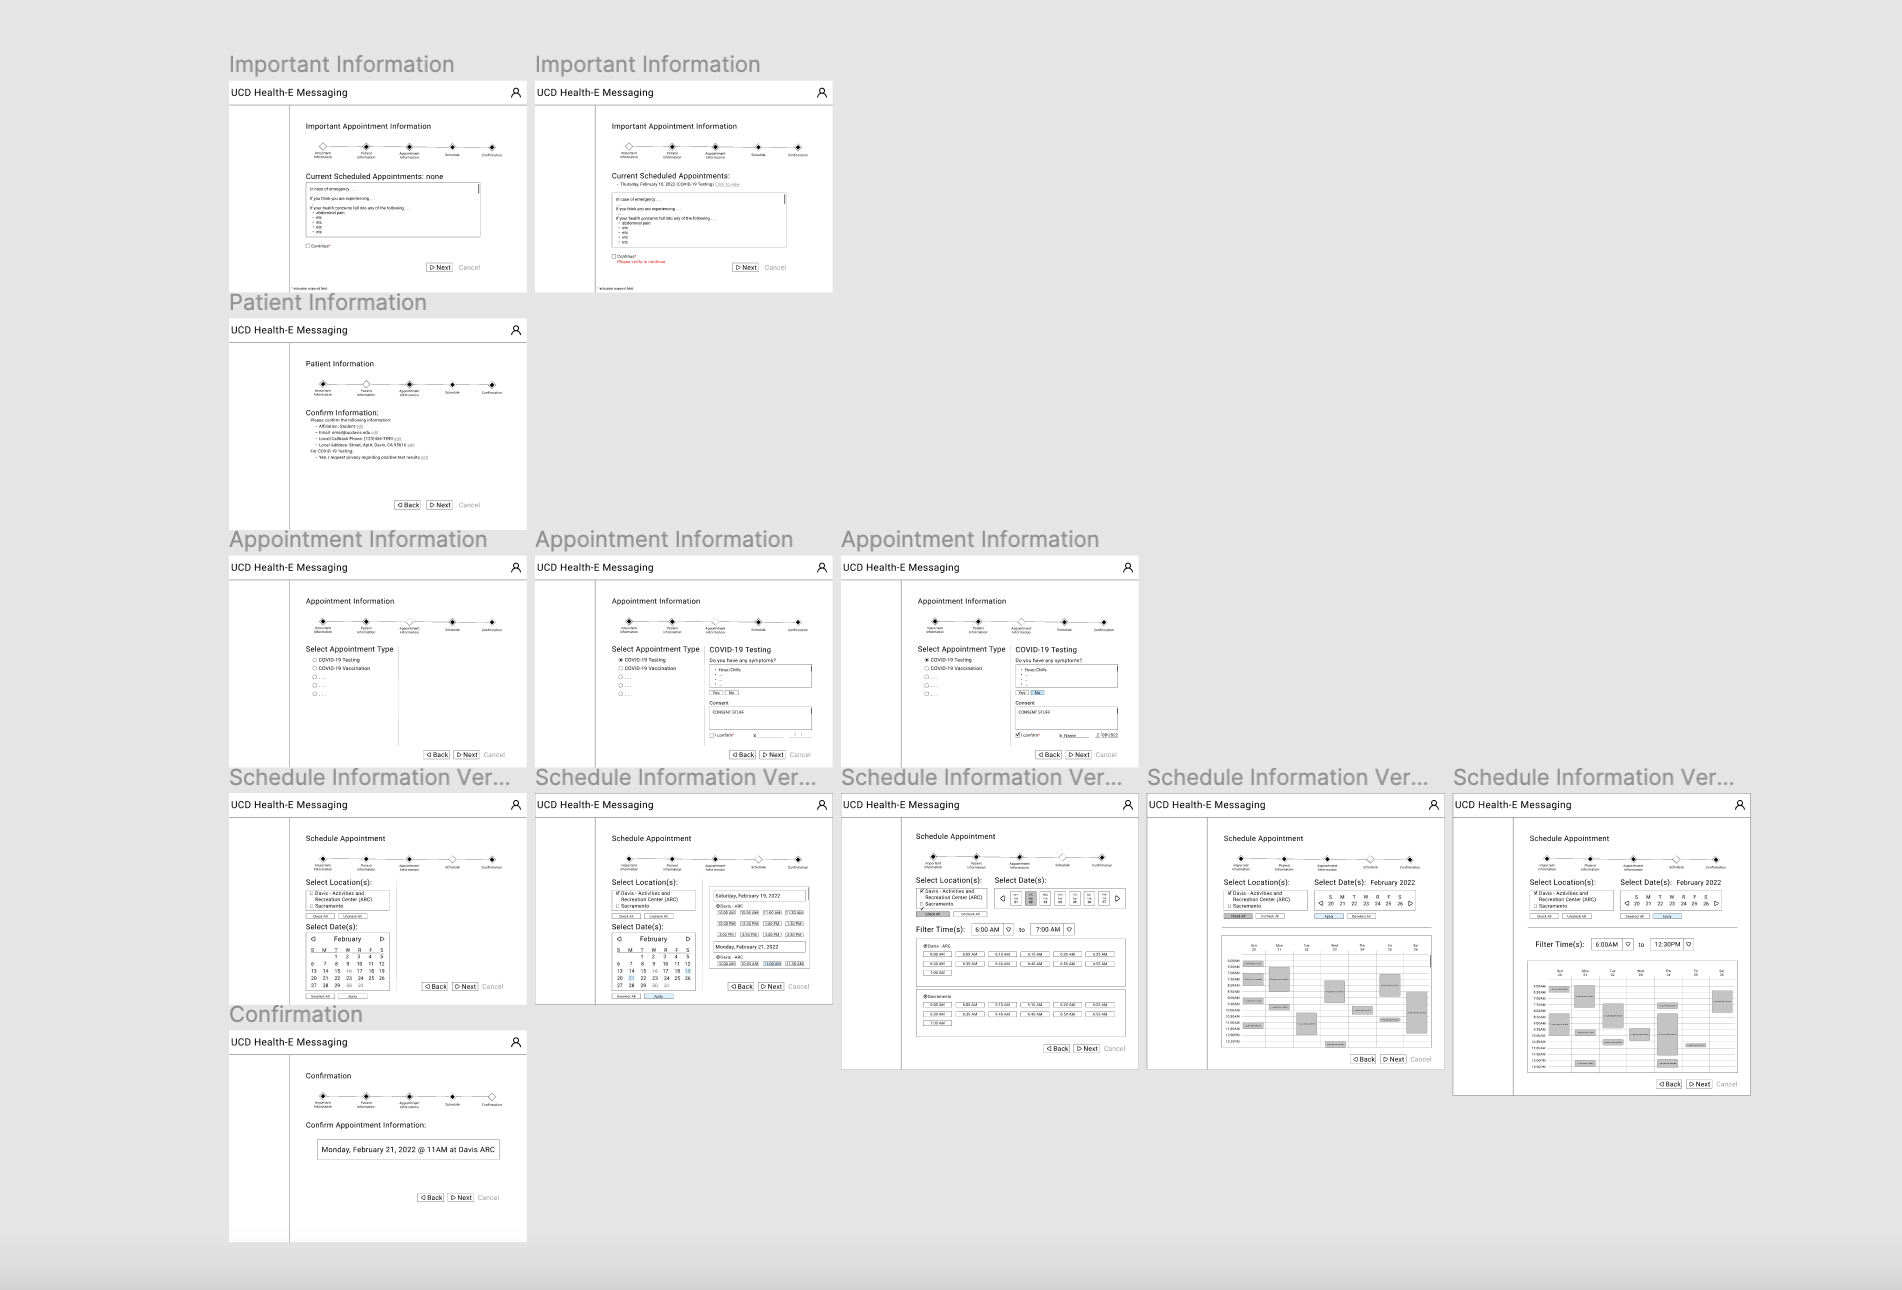 Important Information
UCD Health-E Messaging
Important Appointment Information
Important Information
Patient Information
Appointment Information
Schedule
Confirmation
Current Scheduled Appointments: none
In case of emergency . . .
If you think you are experiencing . . .
If your health concerns fall into any of the following . . .
- abdominal pain
- etc
- etc
- etc
- etc
Continue*
Next
Cancel
* indicates required field
Important Information
UCD Health-E Messaging
Important Appointment Information
Important Information
Patient Information
Appointment Information
Schedule
Confirmation
Current Scheduled Appointments:
- Thursday, February 10, 2022 (COVID-19 Testing) Click to view
In case of emergency . . .
If you think you are experiencing . . .
If your health concerns fall into any of the following . . .
- abdominal pain
- etc
- etc
- etc
- etc
Continue*
Please verify to continue
Next
Cancel
* indicates required field
Patient Information
UCD Health-E Messaging
Patient Information
Important Information
Patient Information
Appointment Information
Schedule
Confirmation
Confirm Information:
Please confirm the following information:
- Affiliation: Student edit
- Email: email@ucdavis.edu edit
- Local/Callback Phone: (123)456-7890 edit
- Local Address: Street, Apt#, Davis, CA 95616 edit
For COVID-19 Testing:
- Yes, I request privacy regarding positive test results edit
Back
Next
Cancel
Appointment Information
UCD Health-E Messaging
Appointment Information
Important Information
Patient Information
Appointment Information
Schedule
Confirmation
Select Appointment Type
COVID-19 Testing
COVID-19 Vaccination
. . .
. . .
. . .
Back
Next
Cancel
Appointment Information
UCD Health-E Messaging
Appointment Information
Important Information
Patient Information
Appointment Information
Schedule
Confirmation
Select Appointment Type
COVID-19 Testing
COVID-19 Vaccination
. . .
. . .
. . .
COVID-19 Testing
Do you have any symptoms?
- Fever/Chills
Yes
No
Consent
CONSENT STUFF
I confirm*
X
/ /
Back
Next
Cancel
Appointment Information
UCD Health-E Messaging
Appointment Information
Important Information
Patient Information
Appointment Information
Schedule
Confirmation
Select Appointment Type
COVID-19 Testing
COVID-19 Vaccination
. . .
. . .
. . .
COVID-19 Testing
Do you have any symptoms?
- Fever/Chills
Yes
No
Consent
CONSENT STUFF
I confirm*
X Name
2 /09/2022
Back
Next
Cancel
Schedule Information Ver...
UCD Health-E Messaging
Schedule Appointment
Important Information
Patient Information
Appointment Information
Schedule
Confirmation
Select Location(s):
Davis - Activities and
Recreation Center (ARC)
Sacramento
Check All
Uncheck All
Select Date(s):
February
S M T W R F S
1 2 3 4 5
6 7 8 9 10 11 12
13 14 15 16 17 18 19
20 21 22 23 24 25 26
27 28 29 30 31
Unselect All
Apply
Back
Next
Cancel
Schedule Information Ver...
UCD Health-E Messaging
Schedule Appointment
Important Information
Patient Information
Appointment Information
Schedule
Confirmation
Select Location(s):
Davis - Activities and
Recreation Center (ARC)
Sacramento
Check All
Uncheck All
Select Date(s):
February
S M T W R F S
1 2 3 4 5
6 7 8 9 10 11 12
13 14 15 16 17 18 19
20 21 22 23 24 25 26
27 28 29 30 31
Unselect All
Apply
Saturday, February 19, 2022
Davis - ARC
10:00 AM 10:30 AM 11:00 AM 11:30 AM
Monday, February 21, 2022
Davis - ARC
10:00 AM 10:30 AM 11:00 AM 11:30 AM
Back
Next
Cancel
Schedule Information Ver...
UCD Health-E Messaging
Schedule Appointment
Important Information
Patient Information
Appointment Information
Schedule
Confirmation
Select Location(s):
Davis - Activities and
Recreation Center (ARC)
Sacramento
Check All
Uncheck All
Select Date(s):
Filter Time(s): 6:00 AM to 7:00 AM
Davis - ARC
6:00 AM 6:05 AM 6:10 AM 6:15 AM 6:20 AM 6:25 AM
6:30 AM 6:35 AM 6:40 AM 6:45 AM 6:50 AM 6:55 AM
7:00 AM
Sacramento
6:00 AM 6:05 AM 6:10 AM 6:15 AM 6:20 AM 6:25 AM
6:30 AM 6:35 AM 6:40 AM 6:45 AM 6:50 AM 6:55 AM
7:00 AM
Back
Next
Cancel
Schedule Information Ver...
UCD Health-E Messaging
Schedule Appointment
Important Information
Patient Information
Appointment Information
Schedule
Confirmation
Select Location(s):
Davis - Activities and
Recreation Center (ARC)
Sacramento
Check All
Uncheck All
Select Date(s): February 2022
S M T W R F S
20 21 22 23 24 25 26
Apply
Deselect All
Back
Next
Cancel
Schedule Information Ver...
UCD Health-E Messaging
Schedule Appointment
Important Information
Patient Information
Appointment Information
Schedule
Confirmation
Select Location(s):
Davis - Activities and
Recreation Center (ARC)
Sacramento
Check All
Uncheck All
Select Date(s): February 2022
S M T W R F S
20 21 22 23 24 25 26
Unselect All
Apply
Filter Time(s): 6:00AM to 12:30PM
Back
Next
Cancel
Confirmation
UCD Health-E Messaging
Confirmation
Important Information
Patient Information
Appointment Information
Schedule
Confirmation
Confirm Appointment Information:
Monday, February 21, 2022 @ 11AM at Davis ARC
Back
Next
Cancel